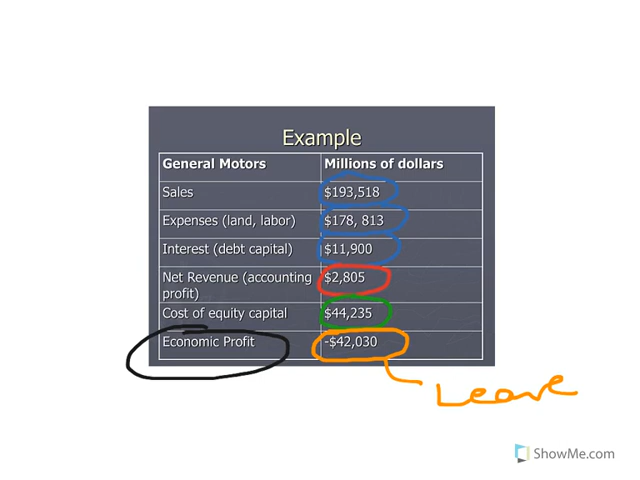 Example
General Motors Millions of dollars
Sales $193,518
Expenses (land, labor) $178, 813
Interest (debt capital) $11,900
Net Revenue (accounting profit) $2,805
Cost of equity capital $44,235
Economic Profit -$42,030
Leave
ShowMe.com